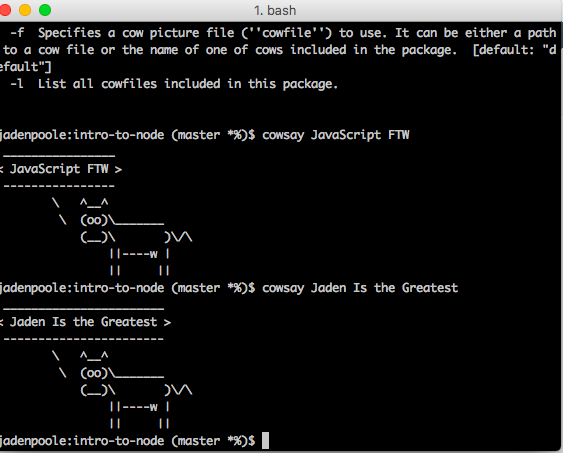 1. bash
-f  Specifies a cow picture file (''cowfile'') to use. It can be either a path
to a cow file or the name of one of cows included in the package.  [default: "d
efault"]
-l  List all cowfiles included in this package.
jadenpoole:intro-to-node (master *%)$ cowsay JavaScript FTW
 ________________
< JavaScript FTW >
 ----------------
        \   ^__^
         \  (oo)\_______
            (__)\       )\/\
                ||----w |
                ||     ||
jadenpoole:intro-to-node (master *%)$ cowsay Jaden Is the Greatest
 _______________________
< Jaden Is the Greatest >
 -----------------------
        \   ^__^
         \  (oo)\_______
            (__)\       )\/\
                ||----w |
                ||     ||
jadenpoole:intro-to-node (master *%)$